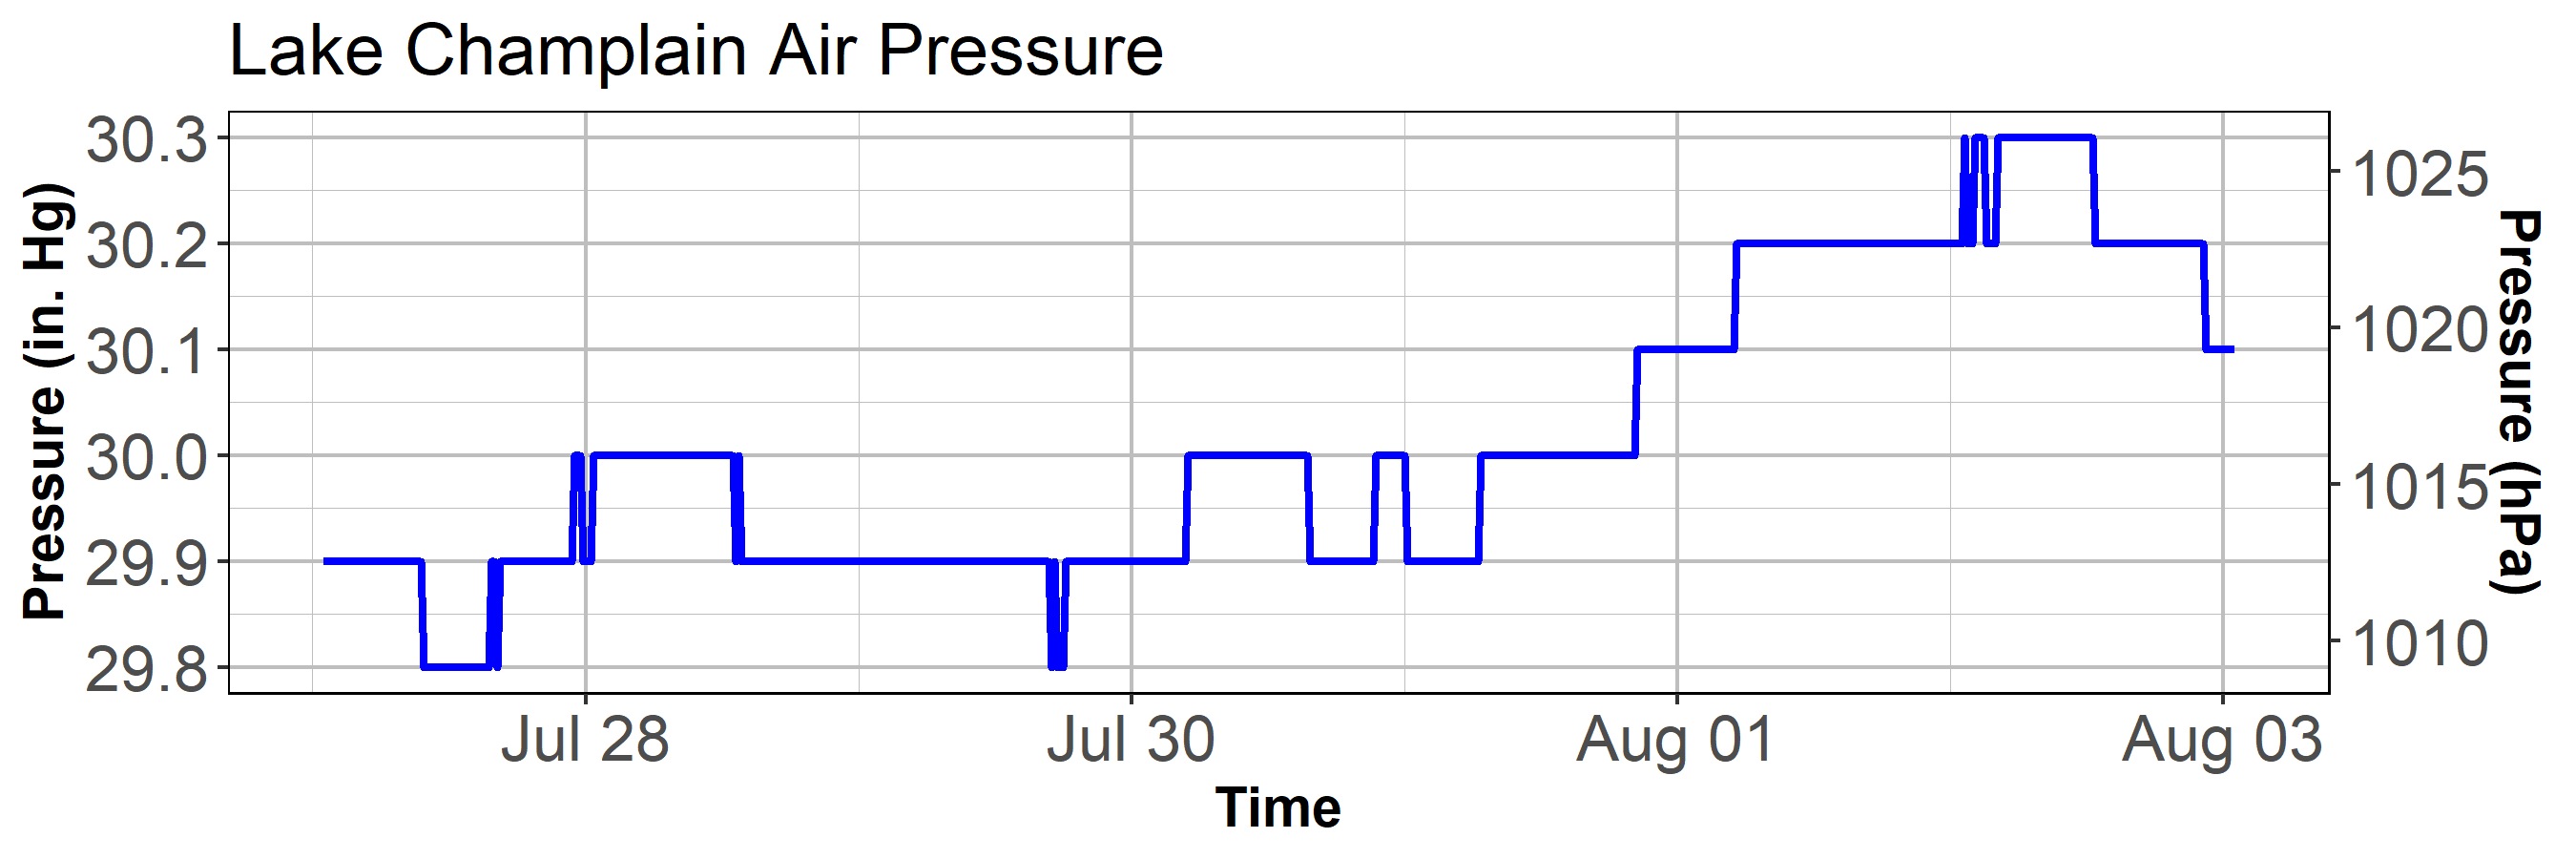 Lake Champlain Air Pressure
30.3
30.2
30.1
30.0
29.9
29.8
Pressure (in. Hg)
1025
1020
1015
1010
Pressure (hPa)
Jul 28 Jul 30 Aug 01 Aug 03
Time